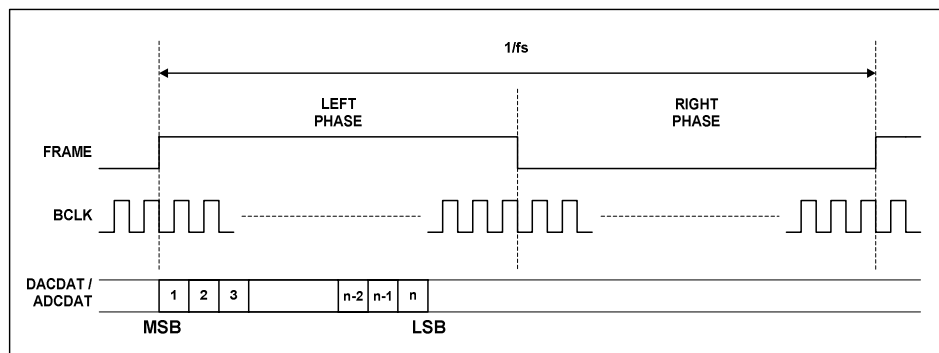 1/fs
LEFT
PHASE
RIGHT
PHASE
FRAME
BCLK
DACDAT /
ADCDAT
1 2 3 n-2 n-1 n
MSB LSB